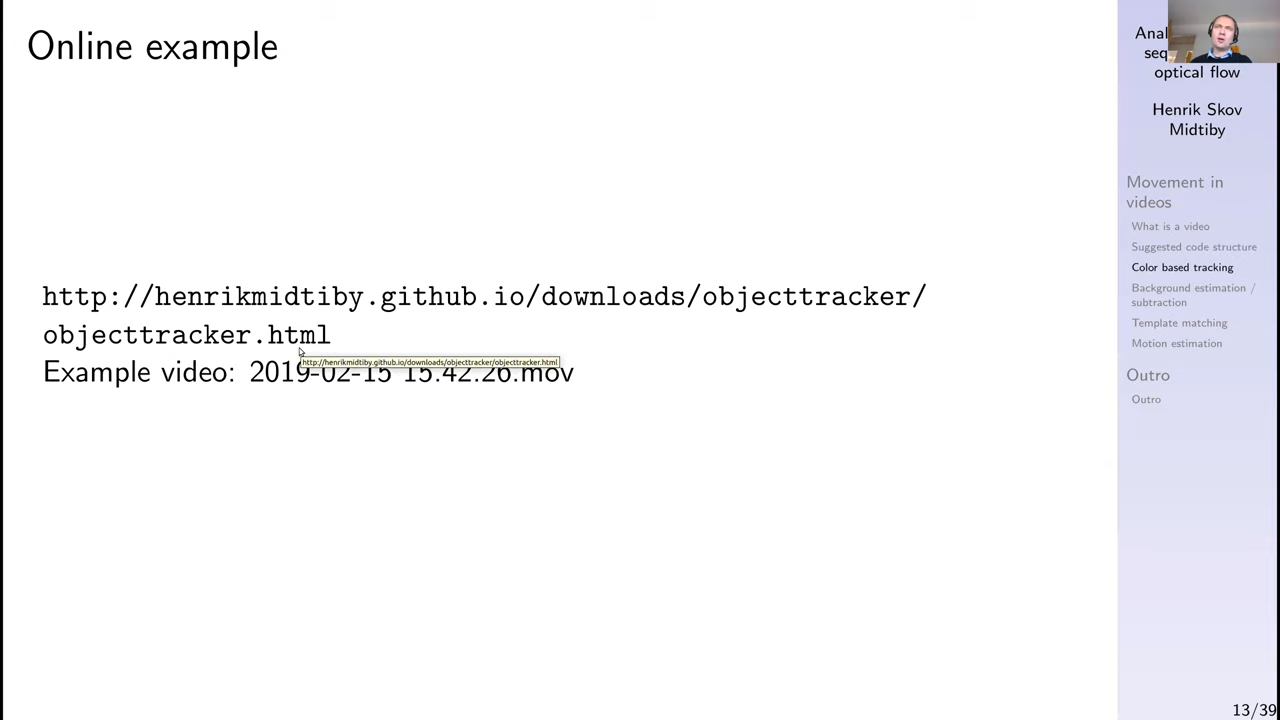 Online example
http://henrikmidtiby.github.io/downloads/objecttracker/
objecttracker.html
http://henrikmidtiby.github.io/downloads/objecttracker/objecttracker.html
Example video: 2019-02-15 15.42.26.mov
optical flow
Henrik Skov
Midtiby
Movement in
videos
What is a video
Suggested code structure
Color based tracking
Background estimation /
subtraction
Template matching
Motion estimation
Outro
Outro
13/39